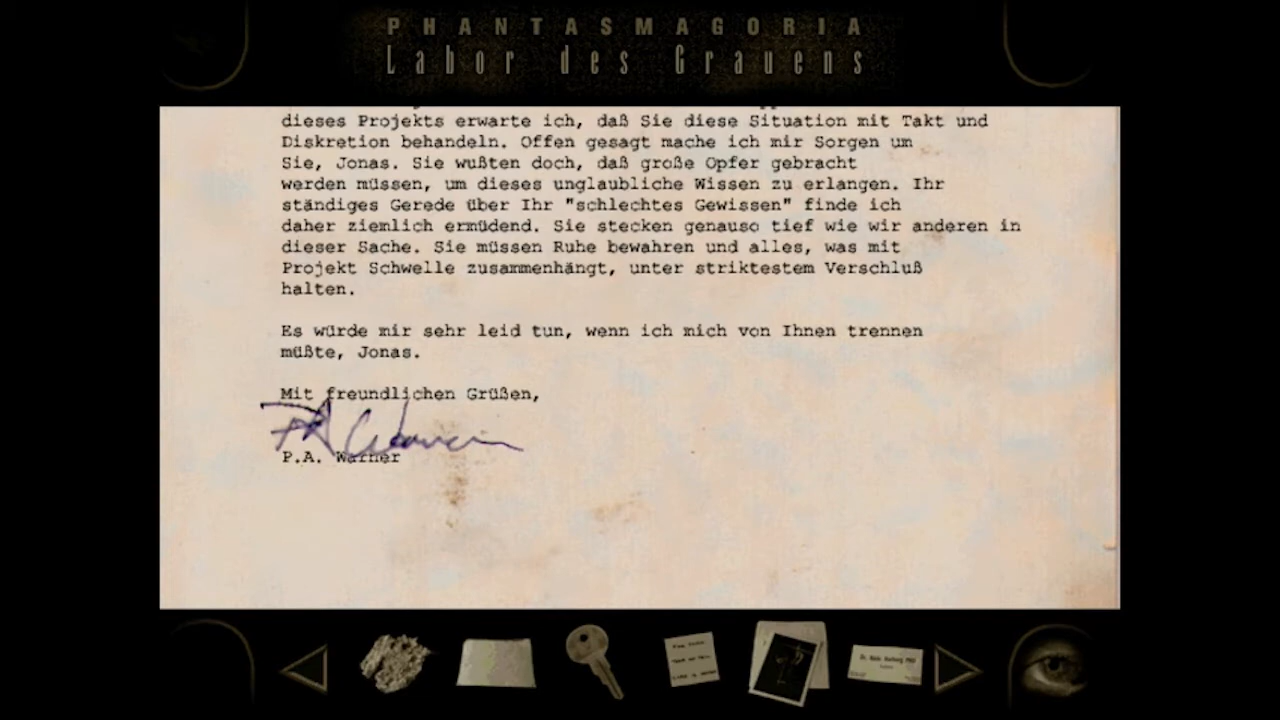 PHANTASMAGORIA
Labor des Grauens
dieses Projekts erwarte ich, daß Sie diese Situation mit Takt und
Diskretion behandeln. Offen gesagt mache ich mir Sorgen um
Sie, Jonas. Sie wußten doch, daß große Opfer gebracht
werden müssen, um dieses unglaubliche Wissen zu erlangen. Ihr
ständiges Gerede über Ihr "schlechtes Gewissen" finde ich
daher ziemlich ermüdend. Sie stecken genauso tief wie wir anderen in
dieser Sache. Sie müssen Ruhe bewahren und alles, was mit
Projekt Schwelle zusammenhängt, unter striktestem Verschluß
halten.
Es würde mir sehr leid tun, wenn ich mich von Ihnen trennen
müßte, Jonas.
Mit freundlichen Grüßen,
P.A. Warner